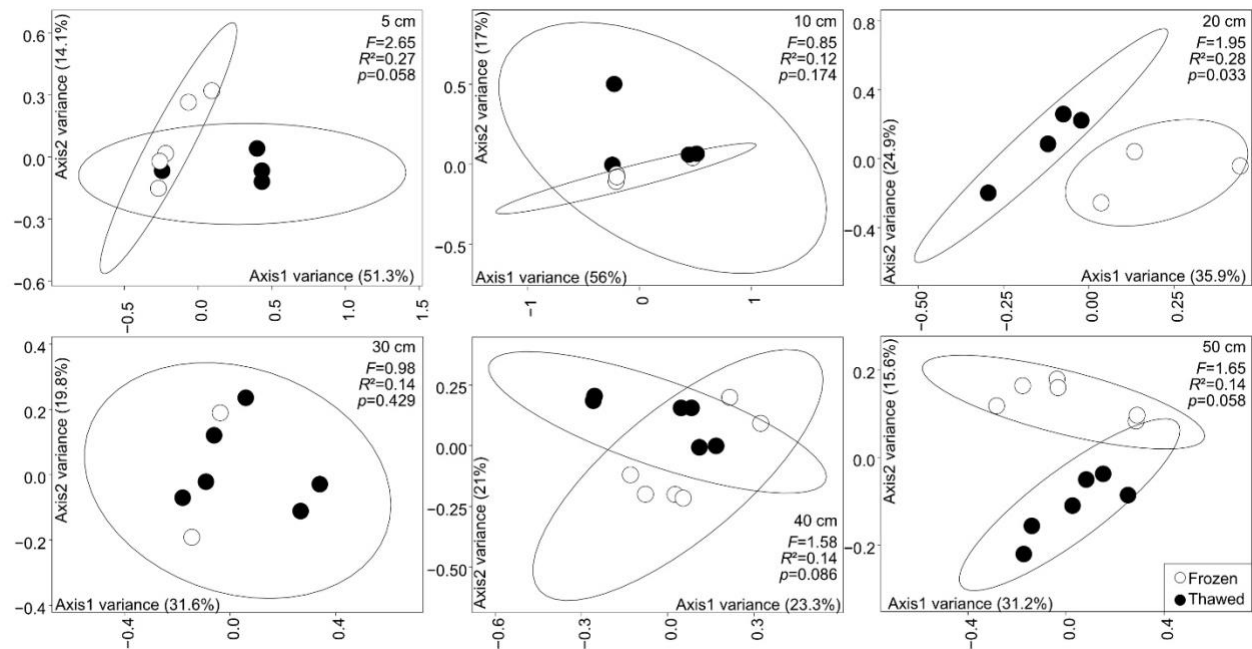 5 cm
F=2.65
R²=0.27
p=0.058
Axis2 variance (14.1%)
0.6
0.3
0.0
−0.3
−0.6
Axis1 variance (51.3%)
−0.5
0.0
0.5
1.0
1.5
10 cm
F=0.85
R²=0.12
p=0.174
Axis2 variance (17%)
0.5
0.0
−0.5
Axis1 variance (56%)
−1
0
1
20 cm
F=1.95
R²=0.28
p=0.033
Axis2 variance (24.9%)
0.8
0.4
0.0
−0.4
Axis1 variance (35.9%)
−0.50
−0.25
0.00
0.25
30 cm
F=0.98
R²=0.14
p=0.429
Axis2 variance (19.8%)
0.4
0.2
0.0
−0.2
−0.4
Axis1 variance (31.6%)
0.0
0.4
Axis2 variance (21%)
0.25
0.00
−0.25
−0.50
40 cm
F=1.58
R²=0.14
p=0.086
Axis1 variance (23.3%)
−0.6
−0.3
0.0
0.3
50 cm
F=1.65
R²=0.14
p=0.058
Axis2 variance (15.6%)
0.2
0.0
−0.2
Axis1 variance (31.2%)
−0.4
0.0
0.4
Frozen
Thawed